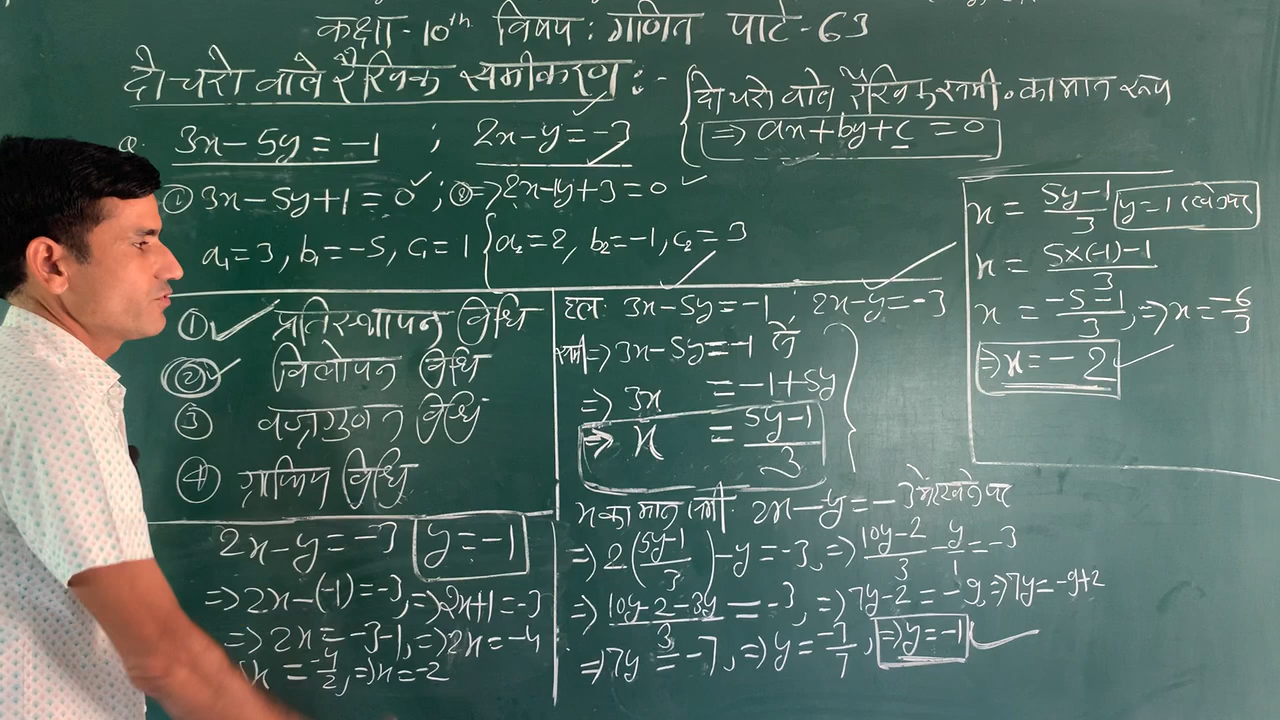 कक्षा-10th विषय: गणित पार्ट-63
दो चरो वाले रैखिक समीकरण :-
{दो चरो वाले रैखिक समी० का मानक रूप
⇒ ax+by+c=0
Q. 3x-5y=-1 ; 2x-y=-3
① 3x-5y+1=0 ; ②⇒2x-1y+3=0
a₁=3, b₁=-5, c₁=1 { a₂=2, b₂=-1, c₂=3
① प्रतिस्थापन विधि
② विलोपन विधि
③ वज्रगुणन विधि
④ ग्राफिय विधि
2x-y=-3 y=-1
⇒2x-(-1)=-3,⇒2x+1=-3
⇒2x=-3-1,⇒2x=-4
x=-4/2,⇒x=-2
हल: 3x-5y=-1 ; 2x-y=-3
समी⇒3x-5y=-1 से
⇒ 3x = -1+5y
⇒ x = 5y-1/3
x का मान समी. 2x-y=-3 मे रखने पर
⇒2(5y-1/3)-y=-3,⇒10y-2/3-y/1=-3
⇒10y-2-3y/3=-3,⇒7y-2=-9,⇒7y=-9+2
⇒7y=-7,⇒y=-7/7,⇒y=-1
x=5y-1/3 y=-1 रखने पर
x=5×(-1)-1/3
x=-5-1/3,⇒x=-6/3
⇒x=-2